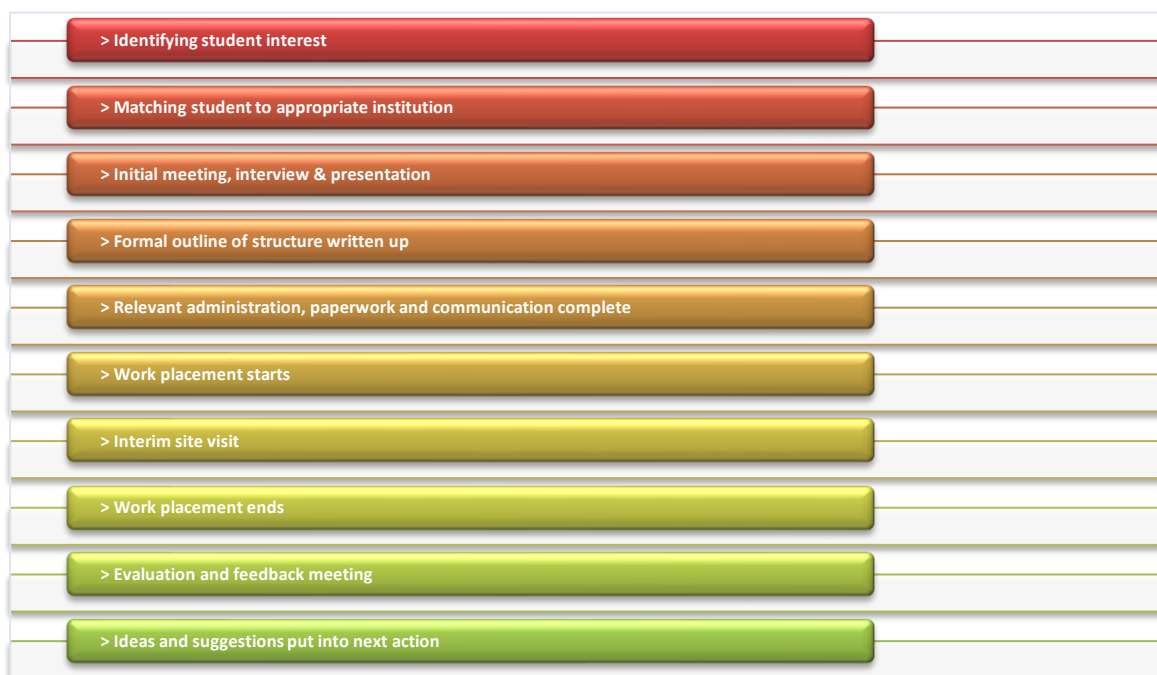 > Identifying student interest
> Matching student to appropriate institution
> Initial meeting, interview & presentation
> Formal outline of structure written up
> Relevant administration, paperwork and communication complete
> Work placement starts
> Interim site visit
> Work placement ends
> Evaluation and feedback meeting
> Ideas and suggestions put into next action